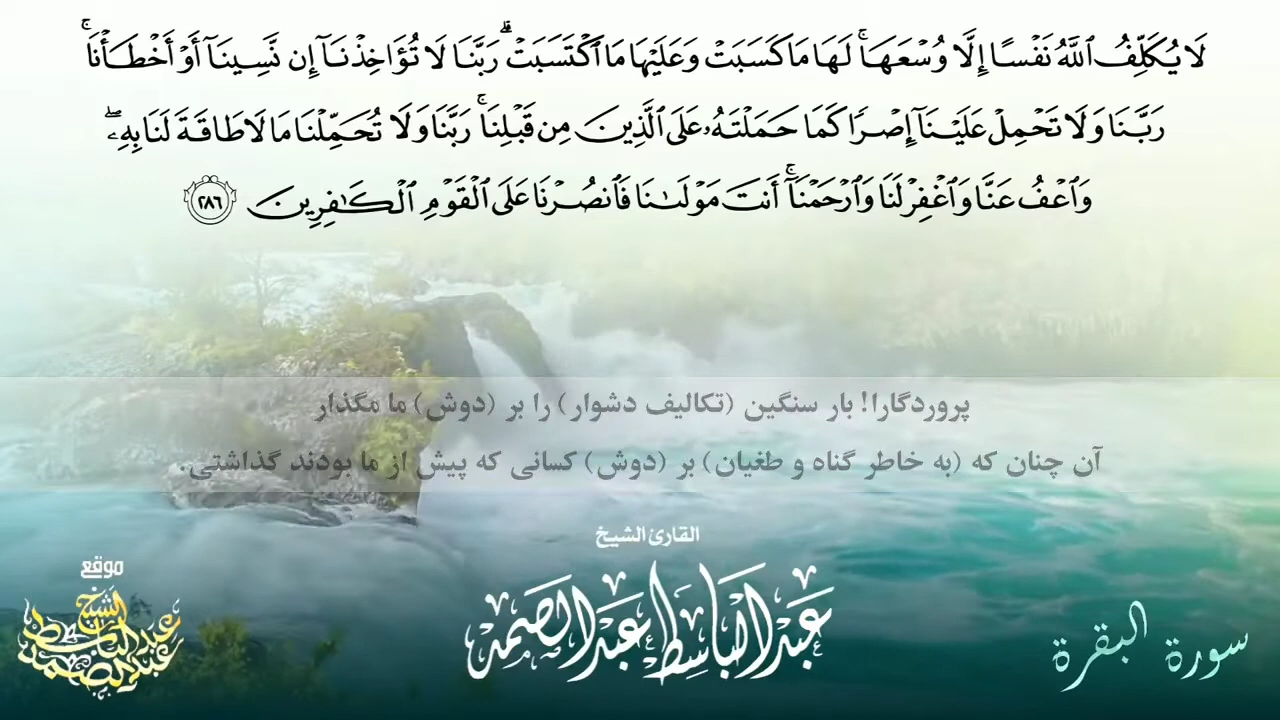 لَا يُكَلِّفُ ٱللَّهُ نَفْسًا إِلَّا وُسْعَهَا ۚ لَهَا مَا كَسَبَتْ وَعَلَيْهَا مَا ٱكْتَسَبَتْ ۗ رَبَّنَا لَا تُؤَاخِذْنَآ إِن نَّسِينَآ أَوْ أَخْطَأْنَا ۚ
رَبَّنَا وَلَا تَحْمِلْ عَلَيْنَآ إِصْرًا كَمَا حَمَلْتَهُۥ عَلَى ٱلَّذِينَ مِن قَبْلِنَا ۚ رَبَّنَا وَلَا تُحَمِّلْنَا مَا لَا طَاقَةَ لَنَا بِهِۦ ۖ
وَٱعْفُ عَنَّا وَٱغْفِرْ لَنَا وَٱرْحَمْنَآ ۚ أَنتَ مَوْلَىٰنَا فَٱنصُرْنَا عَلَى ٱلْقَوْمِ ٱلْكَـٰفِرِينَ ٢٨٦
پروردگارا! بار سنگین (تکالیف دشوار) را بر (دوش) ما مگذار
آن چنان که (به خاطر گناه و طغیان) بر (دوش) کسانی که پیش از ما بودند گذاشتی.
القارئ الشيخ
عبد الباسط عبد الصمد
موقع
الشيخ
عبد الباسط
عبد الصمد
سورة البقرة